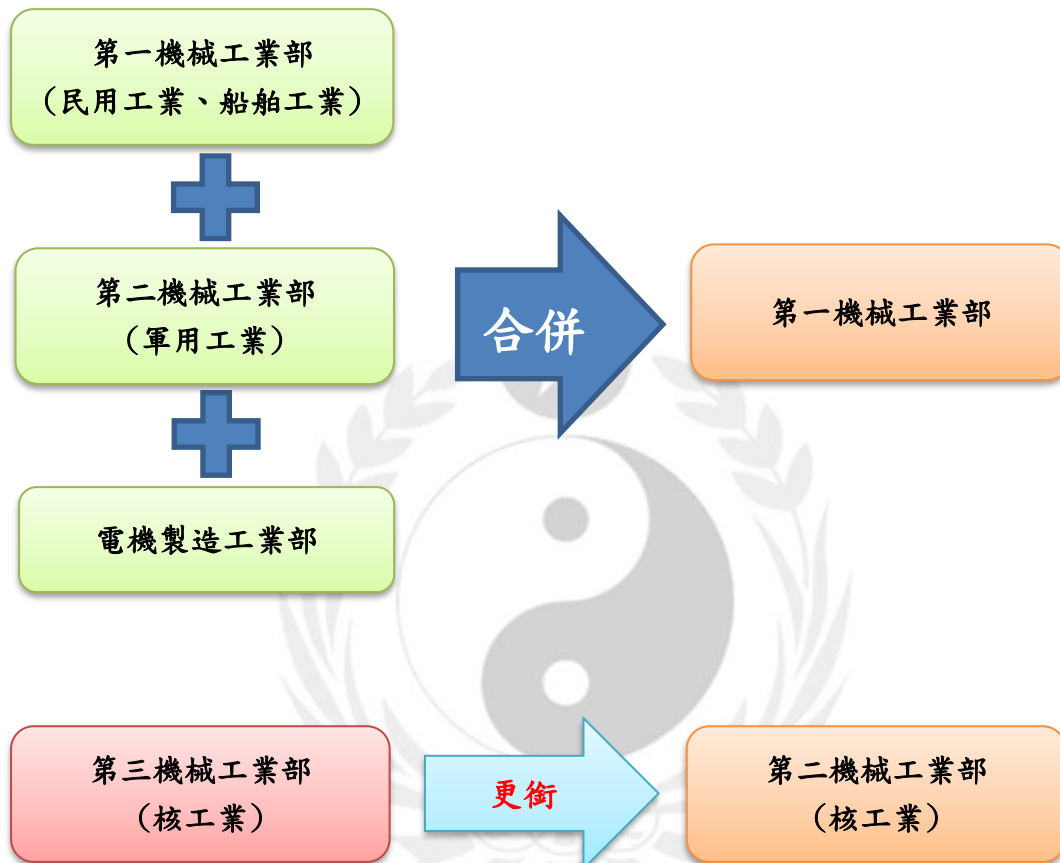 第一機械工業部
（民用工業、船舶工業）
第二機械工業部
（軍用工業）
電機製造工業部
合併
第一機械工業部
第三機械工業部
（核工業）
更銜
第二機械工業部
（核工業）